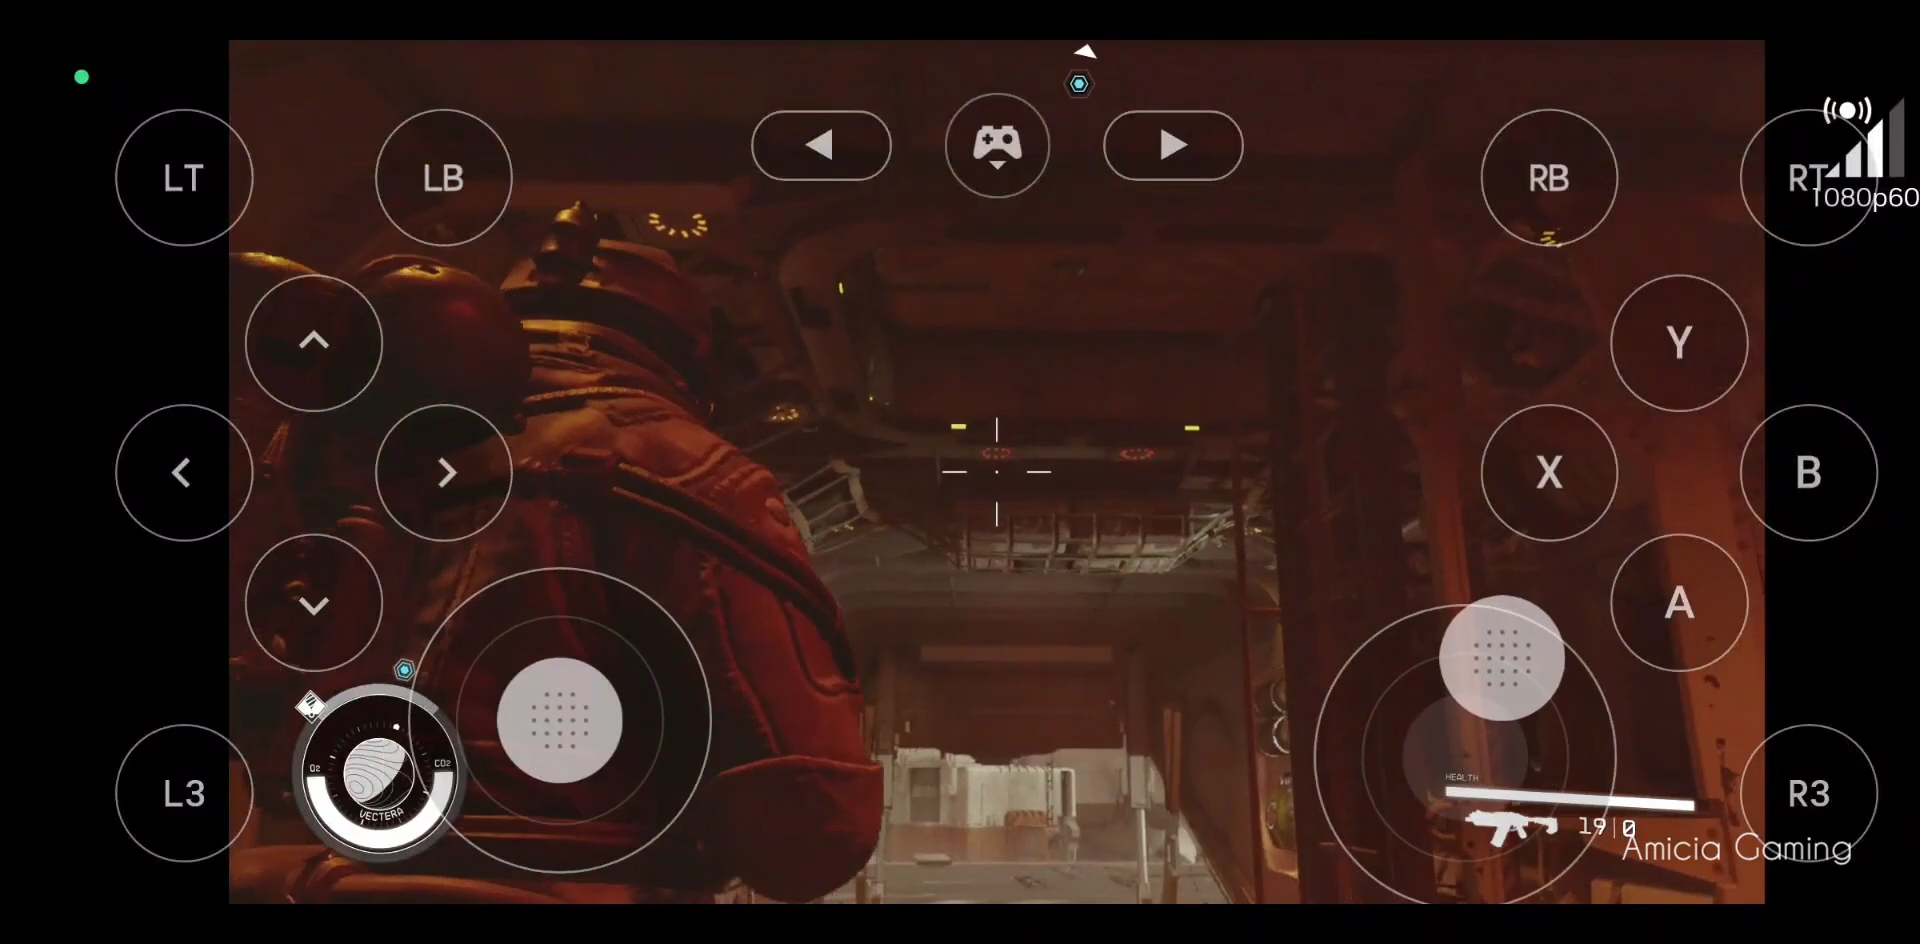 LT
LB
RB
RT
1080p60
Y
X
B
A
O2
CO2
VECTERA
L3
R3
HEALTH
19|0
Amicia Gaming